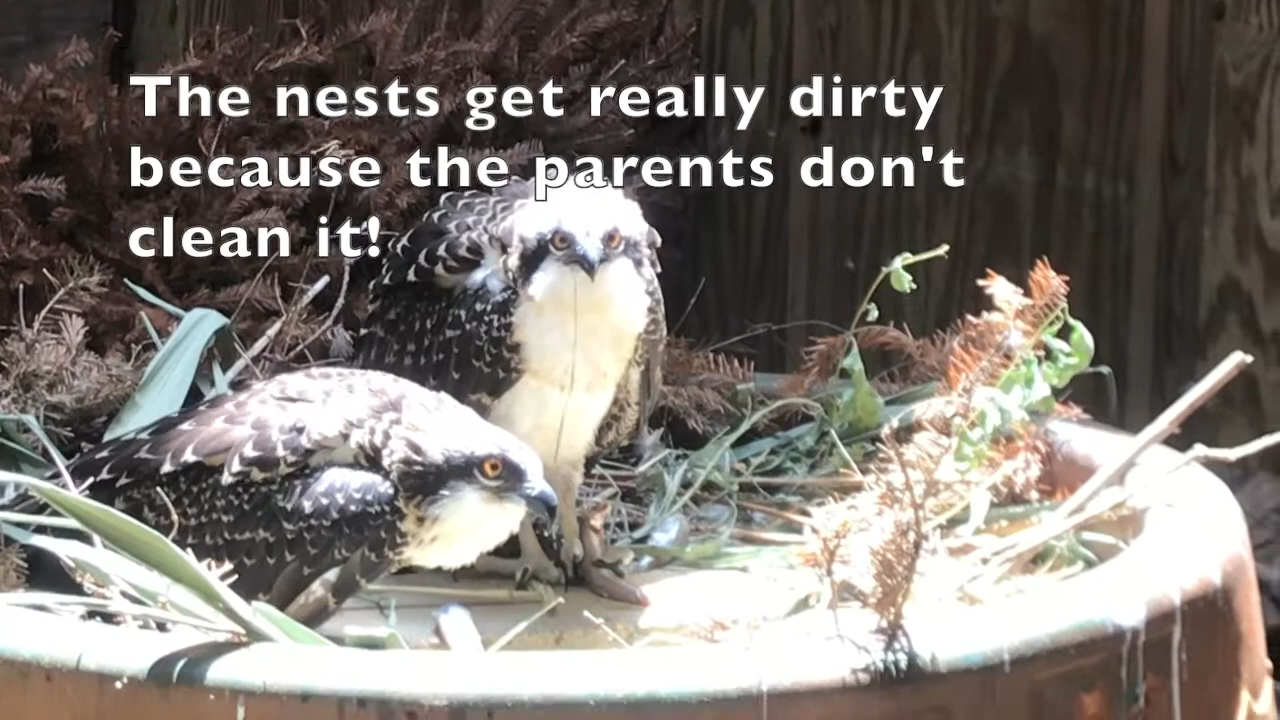 The nests get really dirty
because the parents don't
clean it!